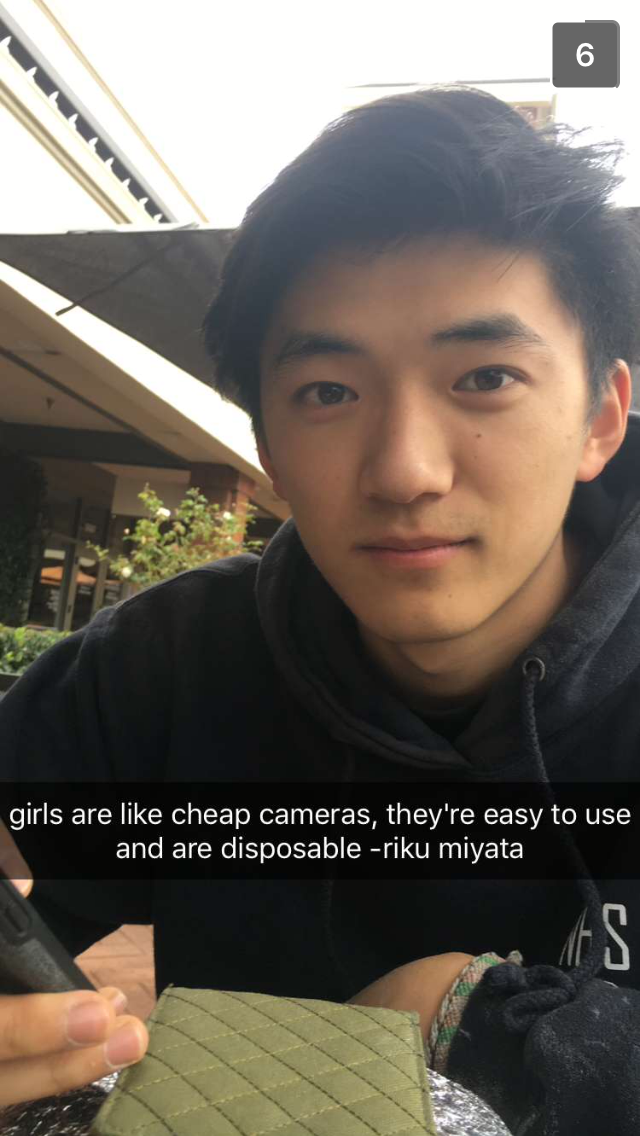 6
girls are like cheap cameras, they're easy to use
and are disposable -riku miyata
S